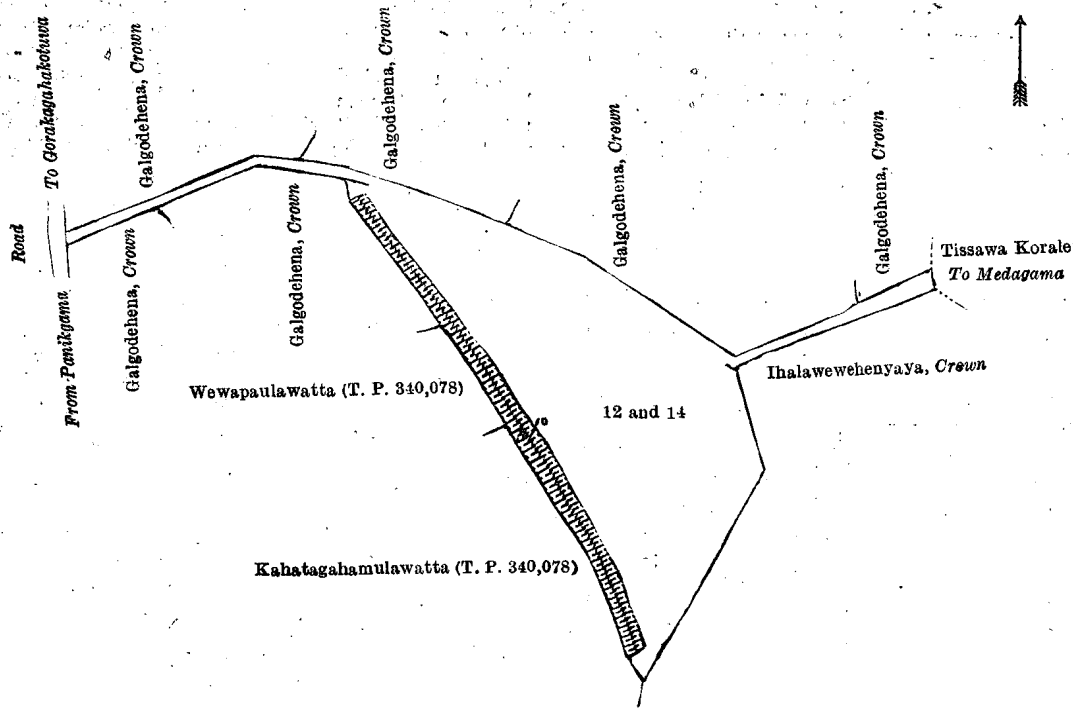 Road
From Panikgama
To Gorakagahakotuwa
Galgodehena, Crown
Galgodehena, Crown
Galgodehena, Crown
Galgodehena, Crown
Galgodehena, Crown
Galgodehena, Crown
Tissawa Korale
To Medagama
Ihalawewehenyaya, Crown
Wewapaulawatta (T. P. 340,078)
12 and 14
Kahatagahamulawatta (T. P. 340,078)